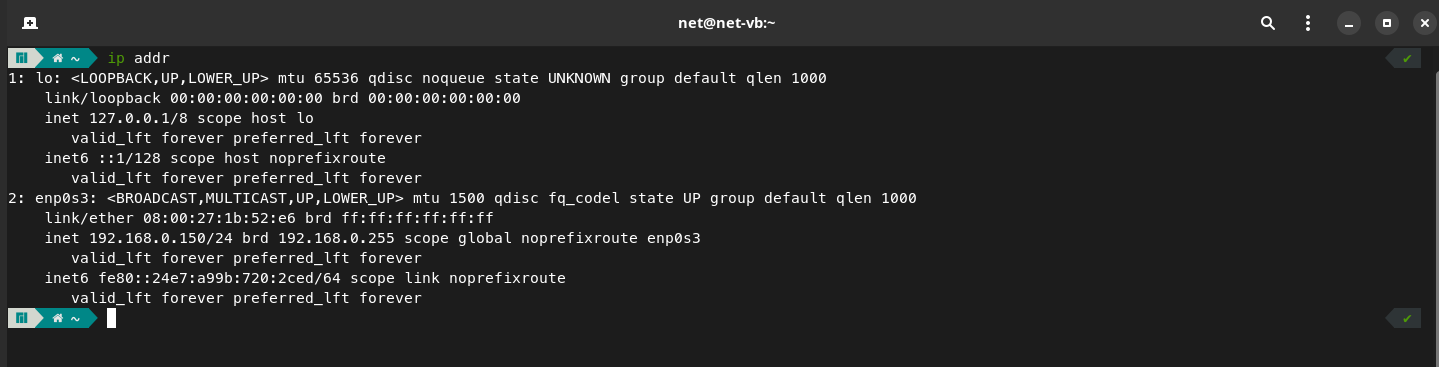 net@net-vb:~
~ ip addr ✔
1: lo: <LOOPBACK,UP,LOWER_UP> mtu 65536 qdisc noqueue state UNKNOWN group default qlen 1000
    link/loopback 00:00:00:00:00:00 brd 00:00:00:00:00:00
    inet 127.0.0.1/8 scope host lo
       valid_lft forever preferred_lft forever
    inet6 ::1/128 scope host noprefixroute
       valid_lft forever preferred_lft forever
2: enp0s3: <BROADCAST,MULTICAST,UP,LOWER_UP> mtu 1500 qdisc fq_codel state UP group default qlen 1000
    link/ether 08:00:27:1b:52:e6 brd ff:ff:ff:ff:ff:ff
    inet 192.168.0.150/24 brd 192.168.0.255 scope global noprefixroute enp0s3
       valid_lft forever preferred_lft forever
    inet6 fe80::24e7:a99b:720:2ced/64 scope link noprefixroute
       valid_lft forever preferred_lft forever
~ ✔